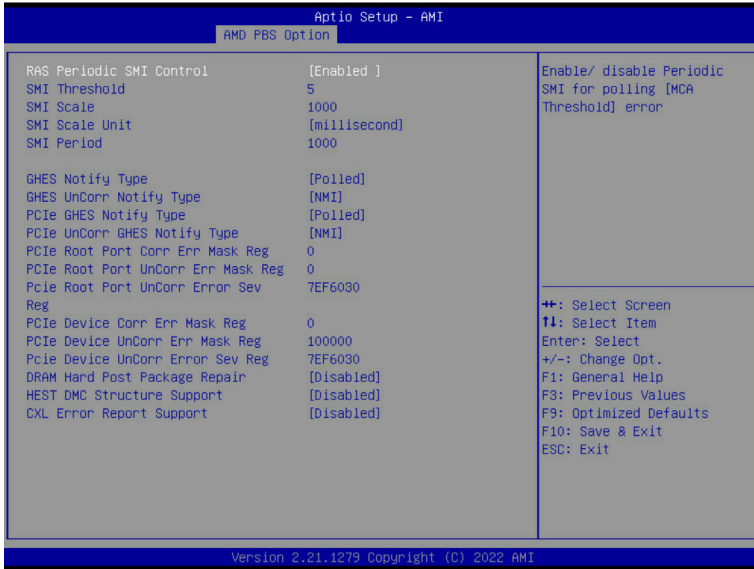 Aptio Setup - AMI
AMD PBS Option
RAS Periodic SMI Control [Enabled ]
SMI Threshold 5
SMI Scale 1000
SMI Scale Unit [millisecond]
SMI Period 1000
GHES Notify Type [Polled]
GHES UnCorr Notify Type [NMI]
PCIe GHES Notify Type [Polled]
PCIe UnCorr GHES Notify Type [NMI]
PCIe Root Port Corr Err Mask Reg 0
PCIe Root Port UnCorr Err Mask Reg 0
Pcie Root Port UnCorr Error Sev 7EF6030
Reg
PCIe Device Corr Err Mask Reg 0
PCIe Device UnCorr Err Mask Reg 100000
Pcie Device UnCorr Error Sev Reg 7EF6030
DRAM Hard Post Package Repair [Disabled]
HEST DMC Structure Support [Disabled]
CXL Error Report Support [Disabled]
Enable/ disable Periodic
SMI for polling [MCA
Threshold] error
→←: Select Screen
↑↓: Select Item
Enter: Select
+/-: Change Opt.
F1: General Help
F3: Previous Values
F9: Optimized Defaults
F10: Save & Exit
ESC: Exit
Version 2.21.1279 Copyright (C) 2022 AMI